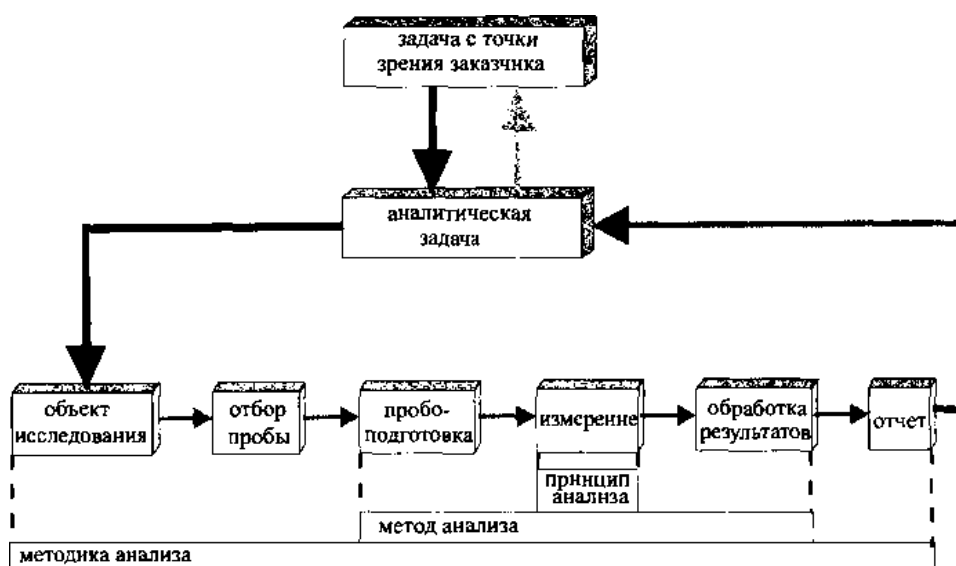 задача с точки
зрения заказчика
аналитическая
задача
объект
исследования
отбор
пробы
пробо-
подготовка
измерение
обработка
результатов
отчет
принцип
анализа
метод анализа
методика анализа